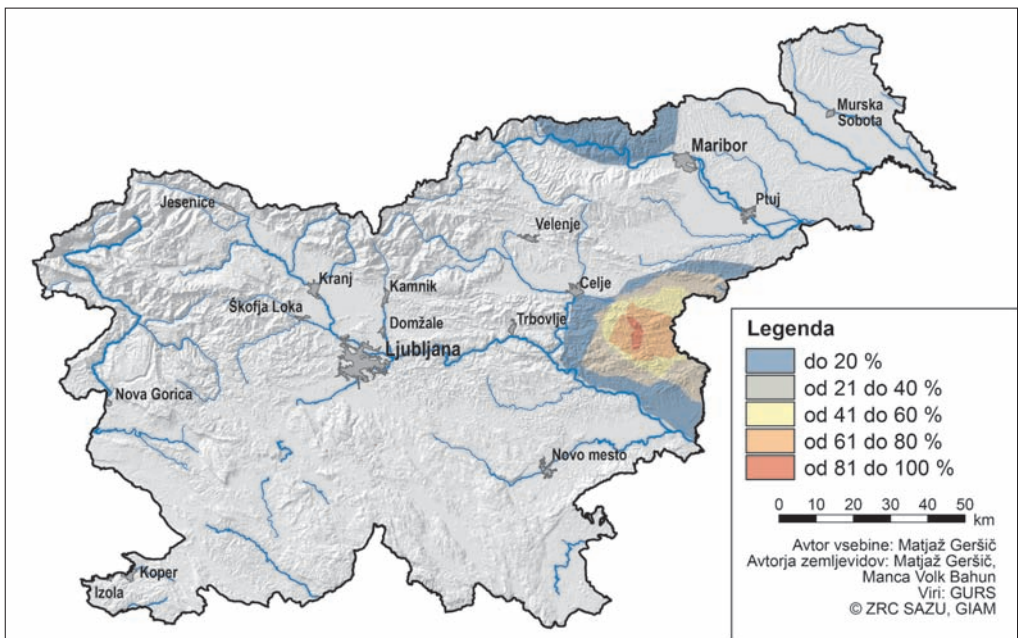 Murska
Sobota
Maribor
Ptuj
Jesenice
Velenje
Celje
Kranj
Kamnik
Škofja Loka
Domžale
Trbovlje
Ljubljana
Nova Gorica
Novo mesto
Koper
Izola
Legenda
do 20 %
od 21 do 40 %
od 41 do 60 %
od 61 do 80 %
od 81 do 100 %
0 10 20 30 40 50
km
Avtor vsebine: Matjaž Geršič
Avtorja zemljevidov: Matjaž Geršič,
Manca Volk Bahun
Viri: GURS
© ZRC SAZU, GIAM